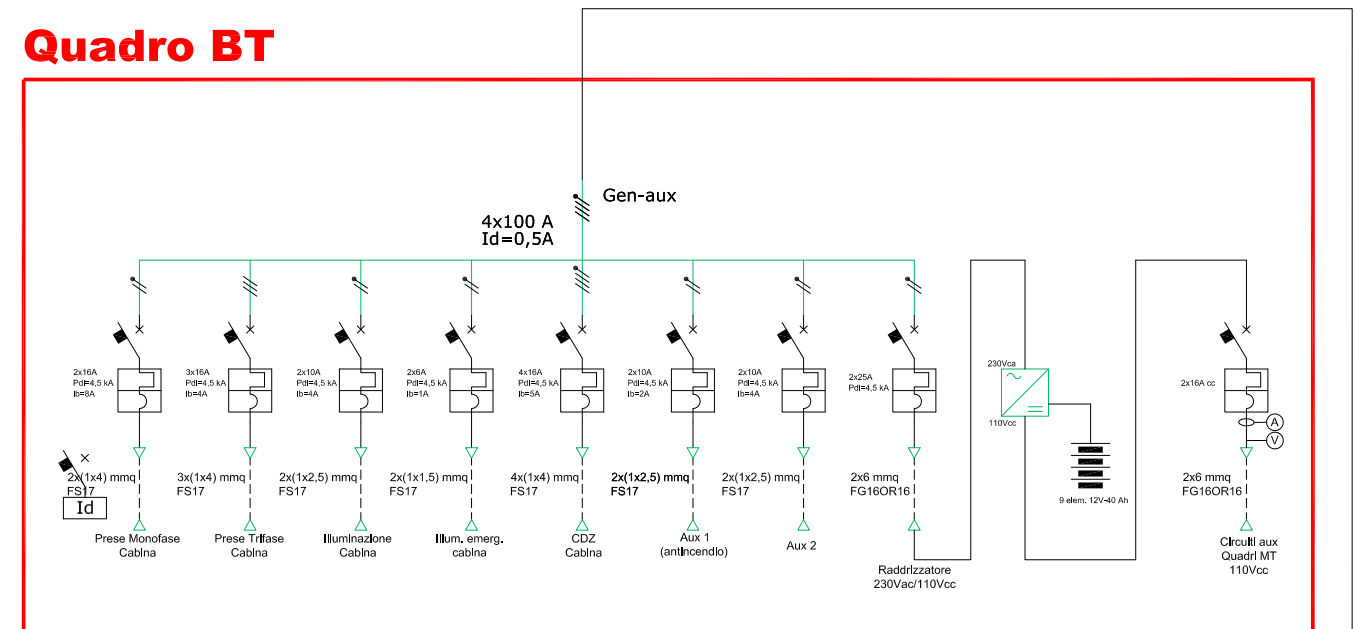 Quadro BT
Gen-aux
4x100 A
Id=0,5A
2x16A
PdI=4,5 kA
Ib=8A
3x16A
PdI=4,5 kA
Ib=4A
2x10A
PdI=4,5 kA
Ib=4A
2x6A
PdI=4,5 kA
Ib=1A
4x16A
PdI=4,5 kA
Ib=5A
2x10A
PdI=4,5 kA
Ib=2A
2x10A
PdI=4,5 kA
Ib=4A
2x25A
PdI=4,5 kA
230Vca
110Vcc
2x16A cc
A
V
2x(1x4) mmq
FS17
3x(1x4) mmq
FS17
2x(1x2,5) mmq
FS17
2x(1x1,5) mmq
FS17
4x(1x4) mmq
FS17
2x(1x2,5) mmq
FS17
2x(1x2,5) mmq
FS17
2x6 mmq
FG16OR16
9 elem. 12V-40 Ah
2x6 mmq
FG16OR16
Id
Prese Monofase
Cabina
Prese Trifase
Cabina
Illuminazione
Cabina
Illum. emerg.
cabina
CDZ
Cabina
Aux 1
(antincendio)
Aux 2
Raddrizzatore
230Vac/110Vcc
Circuiti aux
Quadri MT
110Vcc